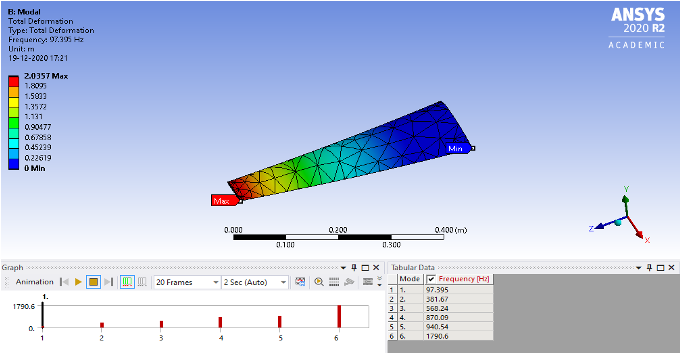 B: Modal
Total Deformation
Type: Total Deformation
Frequency: 97.395 Hz
Unit: m
19-12-2020 17:21
ANSYS
2020 R2
ACADEMIC
2.0357 Max
1.8095
1.5833
1.3572
1.131
0.90477
0.67858
0.45239
0.22619
0 Min
Min
Max
0.000
0.200
0.400 (m)
0.100
0.300
Y
Z
X
Graph
Animation
20 Frames
2 Sec (Auto)
1.
1790.6
0.
1 2 3 4 5 6
Tabular Data
Mode Frequency [Hz]
1 1. 97.395
2 2. 381.67
3 3. 568.24
4 4. 870.09
5 5. 940.54
6 6. 1790.6